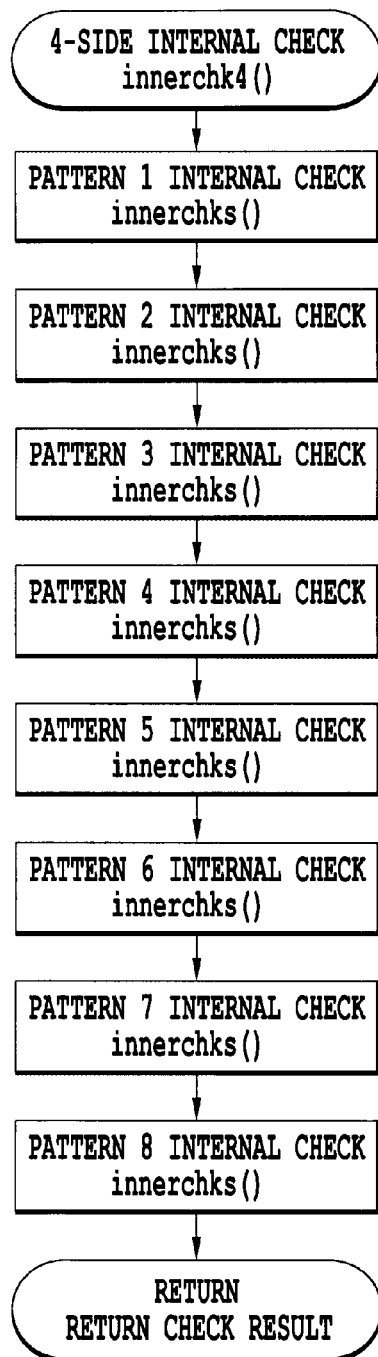 4-SIDE INTERNAL CHECK
innerchk4()
PATTERN 1 INTERNAL CHECK
innerchks()
PATTERN 2 INTERNAL CHECK
innerchks()
PATTERN 3 INTERNAL CHECK
innerchks()
PATTERN 4 INTERNAL CHECK
innerchks()
PATTERN 5 INTERNAL CHECK
innerchks()
PATTERN 6 INTERNAL CHECK
innerchks()
PATTERN 7 INTERNAL CHECK
innerchks()
PATTERN 8 INTERNAL CHECK
innerchks()
RETURN
RETURN CHECK RESULT